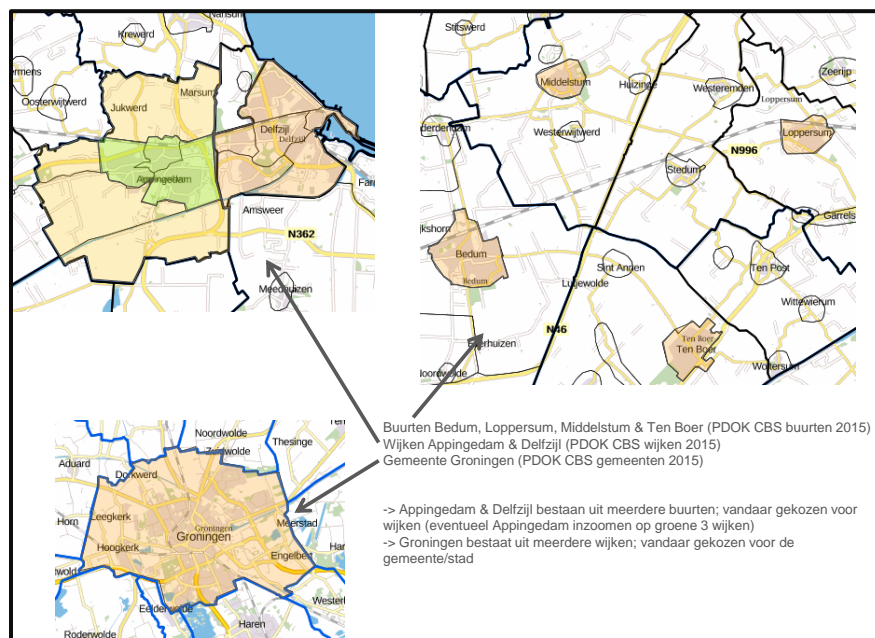 Krewerd
Nansum
Oosterwijtwerd
Marsum
Jukwerd
Delfzijl
Delfzijl
Appingedam
Amsweer
N362
Meedhuizen
Stitswerd
Middelstum
Huizinge
Westeremden
Zeerijp
Loppersum
Westerwijtwerd
Loppersum
N996
Stedum
Garrels
Bedum
Bedum
Sint Annen
Ten Post
Lutjewolde
Wittewierum
N46
Ten Boer
Ten Boer
Woltersum
Noordwolde
Buurten Bedum, Loppersum, Middelstum & Ten Boer (PDOK CBS buurten 2015)
Wijken Appingedam & Delfzijl (PDOK CBS wijken 2015)
Gemeente Groningen (PDOK CBS gemeenten 2015)
-> Appingedam & Delfzijl bestaan uit meerdere buurten; vandaar gekozen voor
wijken (eventueel Appingedam inzoomen op groene 3 wijken)
-> Groningen bestaat uit meerdere wijken; vandaar gekozen voor de
gemeente/stad
Noordwolde
Zuidwolde
Thesinge
Aduard
Dorkwerd
Leegkerk
Groningen
Groningen
Meerstad
Horn
Hoogkerk
Engelbert
Eelderwolde
Haren
Roderwolde